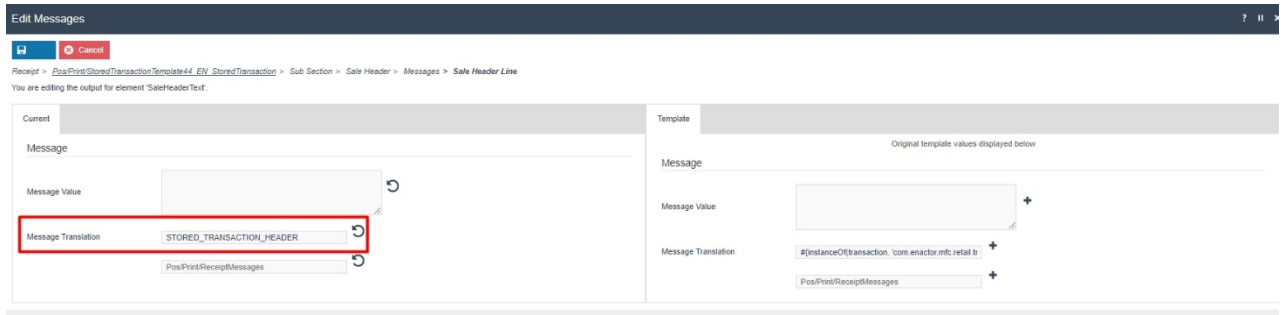 Edit Messages
?
Cancel
Receipt > Pos/Print/StoredTransactionTemplate44_EN_StoredTransaction > Sub Section > Sale Header > Messages > Sale Header Line
You are editing the output for element 'SaleHeaderText'.
Current
Message
Message Value
Message Translation
STORED_TRANSACTION_HEADER
Pos/Print/ReceiptMessages
Template
Original template values displayed below
Message
Message Value
Message Translation
#{instanceOf(transaction, 'com.enactor.mfc.retail.tr
Pos/Print/ReceiptMessages